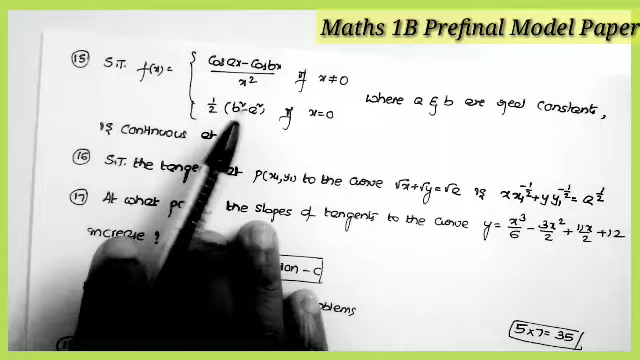 Maths 1B Prefinal Model Paper
(15) S.T. f(x) = { (cos ax - cos bx)/x² if x≠0
½ (b²-a²) if x=0 where a & b are real constants,
is continuous at
(16) S.T. the tangent at P(x₁,y₁) to the curve √x+√y=√a is xx₁^(-1/2)+yy₁^(-1/2)=a^(1/2)
(17) At what the slopes of tangents to the curve y = x³/6 - 3x²/2 + 11x/2 + 12
increase?
- C
5×7=35